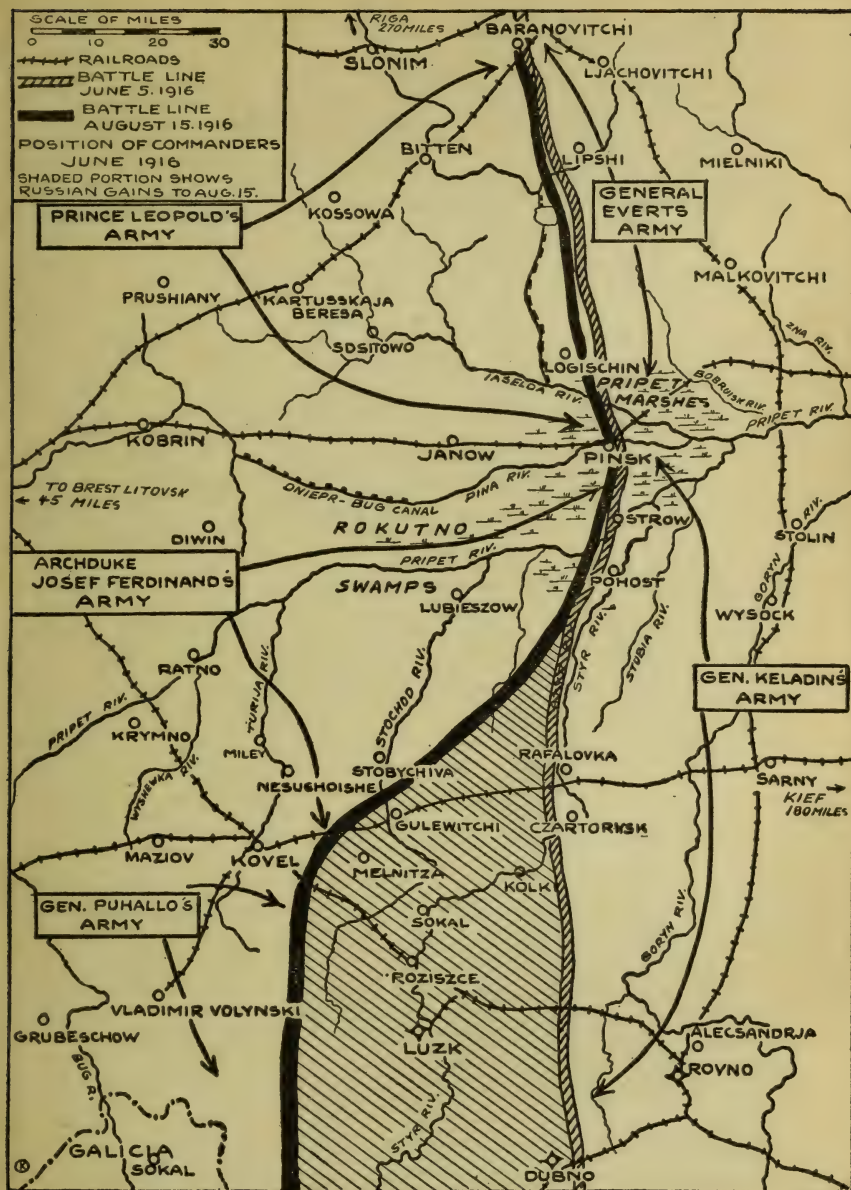 SCALE OF MILES
0 10 20 30
RAILROADS
BATTLE LINE
JUNE 5. 1916
BATTLE LINE
AUGUST 15. 1916
POSITION OF COMMANDERS
JUNE 1916
SHADED PORTION SHOWS
RUSSIAN GAINS TO AUG. 15.
RIGA
270 MILES
BARANOVITCHI
SLONIM
LJACHOVITCHI
BITTEN
LIPSHI
MIELNIKI
KOSSOWA
PRINCE LEOPOLD'S
ARMY
GENERAL
EVERTS
ARMY
PRUSHIANY
KARTUSSKAJA
BERESA
MALKOVITCHI
SDSITOWO
ZNA RIV.
LOGISCHIN
IASELDA RIV.
PRIPET
MARSHES
BOBRUISK RIV.
PRIPET RIV.
KOBRIN
JANOW
PINSK
TO BREST LITOVSK
45 MILES
DNIEPR-BUG CANAL
PINA RIV.
ROKUTNO
DIWIN
OSTROW
STOLIN
ARCHDUKE
JOSEF FERDINAND'S
ARMY
PRIPET RIV.
SWAMPS
LUBIESZOW
POHOST
GORYN RIV.
WYSOCK
STYR RIV.
STUBIA RIV.
RATNO
TURIJA RIV.
STOCHOD RIV.
GEN. KELADIN'S
ARMY
PRIPET RIV.
KRYMNO
MILEY
WYSHEWKA RIV.
NESUSHOISHE
STOBYCHIVA
RAFALOVKA
SARNY
KIEF
180 MILES
GULEWITCHI
CZARTORYSK
MAZIOV
KOVEL
MELNITZA
KOLKI
GEN. PUHALLO'S
ARMY
SOKAL
GORYN RIV.
ROZISZCE
VLADIMIR VOLYNSKI
GRUBESCHOW
LUZK
ALECSANDRJA
ROVNO
BUG R.
STYR RIV.
GALICIA
SOKAL
DUBNO
K